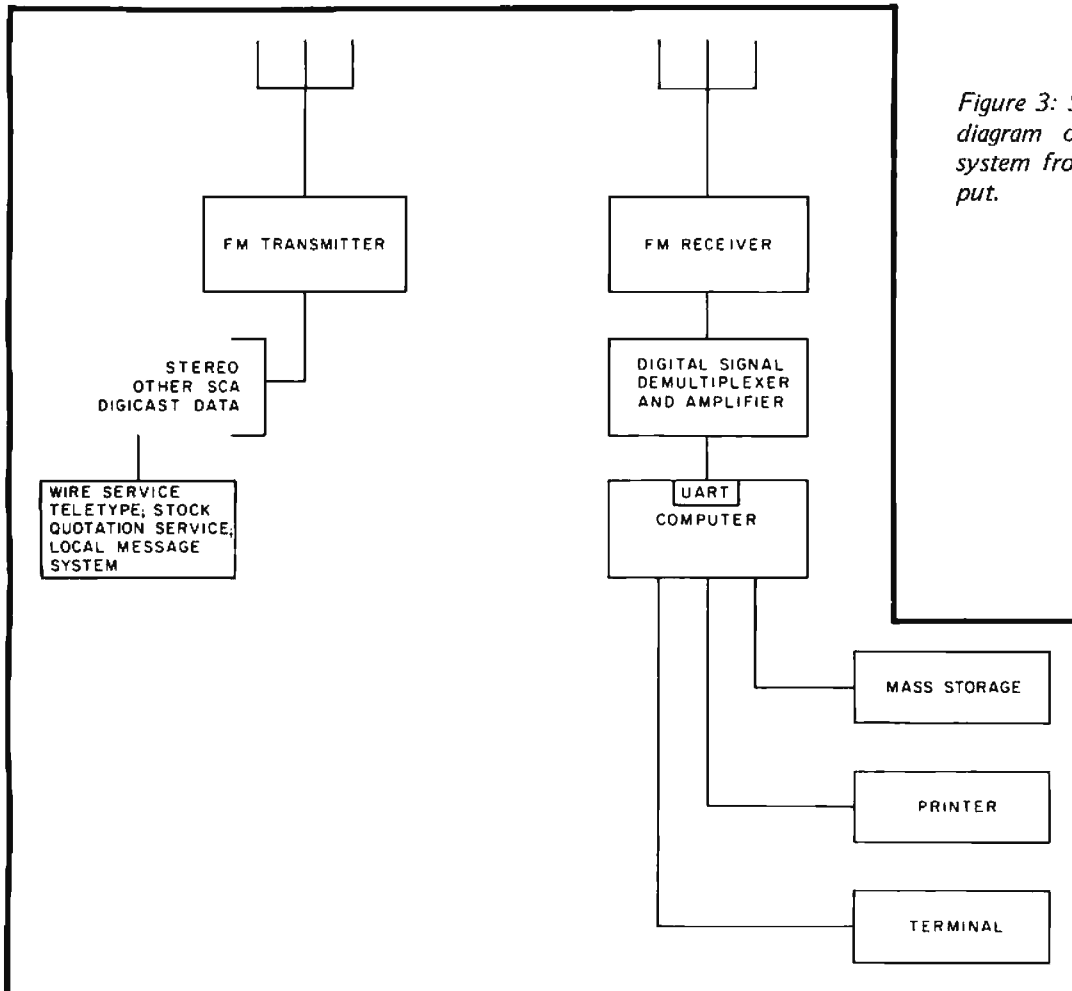 Figure 3:
diagram
system
put.
FM TRANSMITTER
FM RECEIVER
STEREO
OTHER SCA
DIGICAST DATA
DIGITAL SIGNAL
DEMULTIPLEXER
AND AMPLIFIER
WIRE SERVICE
TELETYPE; STOCK
QUOTATION SERVICE;
LOCAL MESSAGE
SYSTEM
UART
COMPUTER
MASS STORAGE
PRINTER
TERMINAL